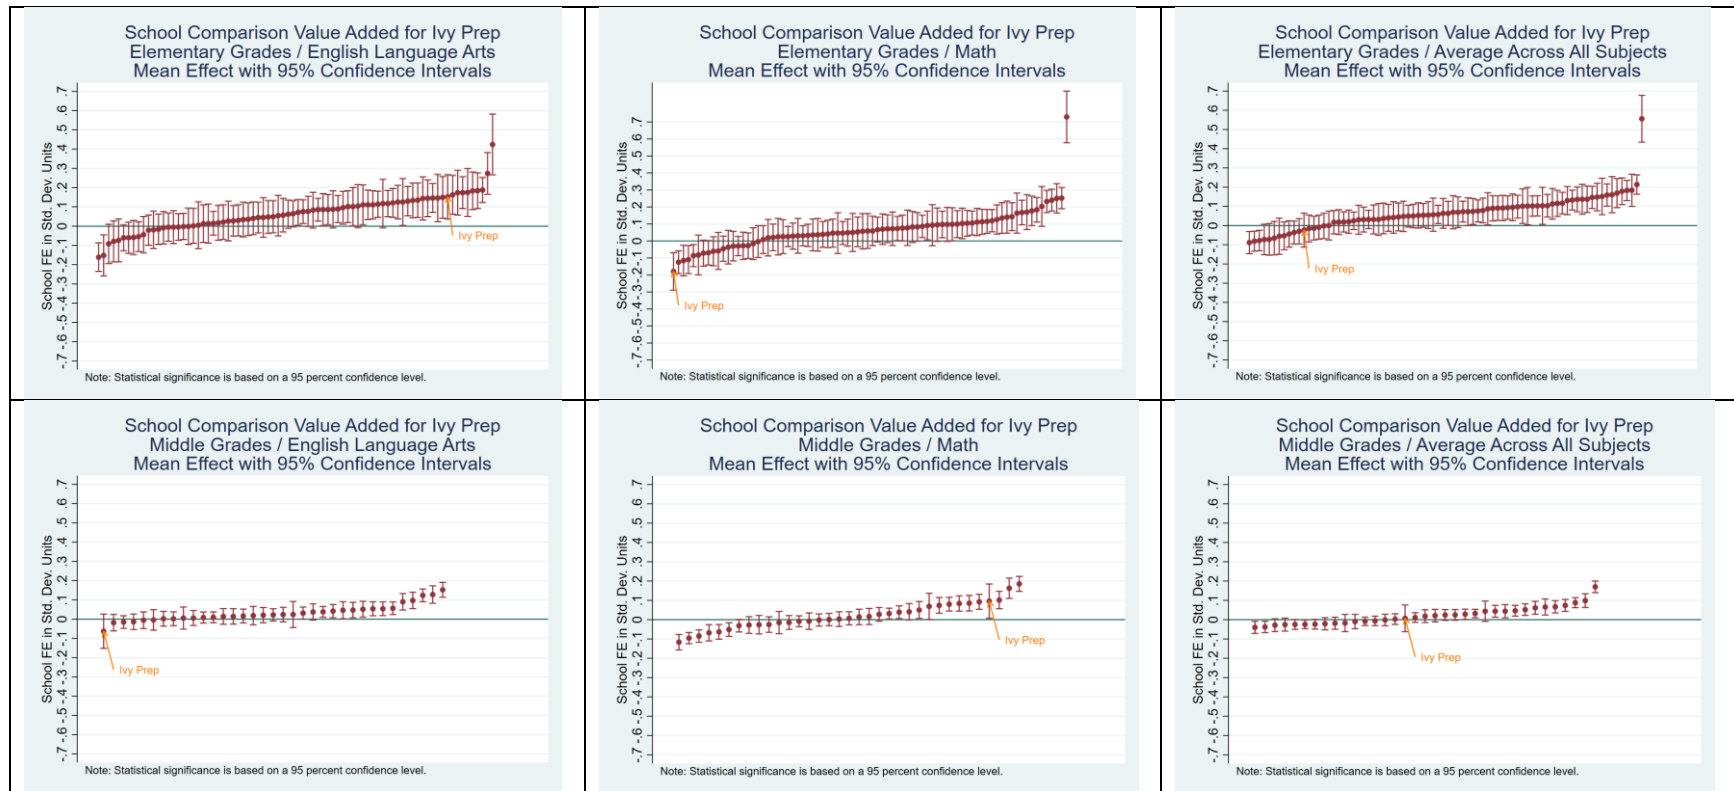 School Comparison Value Added for Ivy Prep
Elementary Grades / English Language Arts
Mean Effect with 95% Confidence Intervals
School FE in Std. Dev. Units
-.7 -.6 -.5 -.4 -.3 -.2 -.1 0 .1 .2 .3 .4 .5 .6 .7
Ivy Prep
Note: Statistical significance is based on a 95 percent confidence level.
School Comparison Value Added for Ivy Prep
Elementary Grades / Math
Mean Effect with 95% Confidence Intervals
School FE in Std. Dev. Units
-.7 -.6 -.5 -.4 -.3 -.2 -.1 0 .1 .2 .3 .4 .5 .6 .7
Ivy Prep
Note: Statistical significance is based on a 95 percent confidence level.
School Comparison Value Added for Ivy Prep
Elementary Grades / Average Across All Subjects
Mean Effect with 95% Confidence Intervals
School FE in Std. Dev. Units
-.7 -.6 -.5 -.4 -.3 -.2 -.1 0 .1 .2 .3 .4 .5 .6 .7
Ivy Prep
Note: Statistical significance is based on a 95 percent confidence level.
School Comparison Value Added for Ivy Prep
Middle Grades / English Language Arts
Mean Effect with 95% Confidence Intervals
School FE in Std. Dev. Units
-.7 -.6 -.5 -.4 -.3 -.2 -.1 0 .1 .2 .3 .4 .5 .6 .7
Ivy Prep
Note: Statistical significance is based on a 95 percent confidence level.
School Comparison Value Added for Ivy Prep
Middle Grades / Math
Mean Effect with 95% Confidence Intervals
School FE in Std. Dev. Units
-.7 -.6 -.5 -.4 -.3 -.2 -.1 0 .1 .2 .3 .4 .5 .6 .7
Ivy Prep
Note: Statistical significance is based on a 95 percent confidence level.
School Comparison Value Added for Ivy Prep
Middle Grades / Average Across All Subjects
Mean Effect with 95% Confidence Intervals
School FE in Std. Dev. Units
-.7 -.6 -.5 -.4 -.3 -.2 -.1 0 .1 .2 .3 .4 .5 .6 .7
Ivy Prep
Note: Statistical significance is based on a 95 percent confidence level.